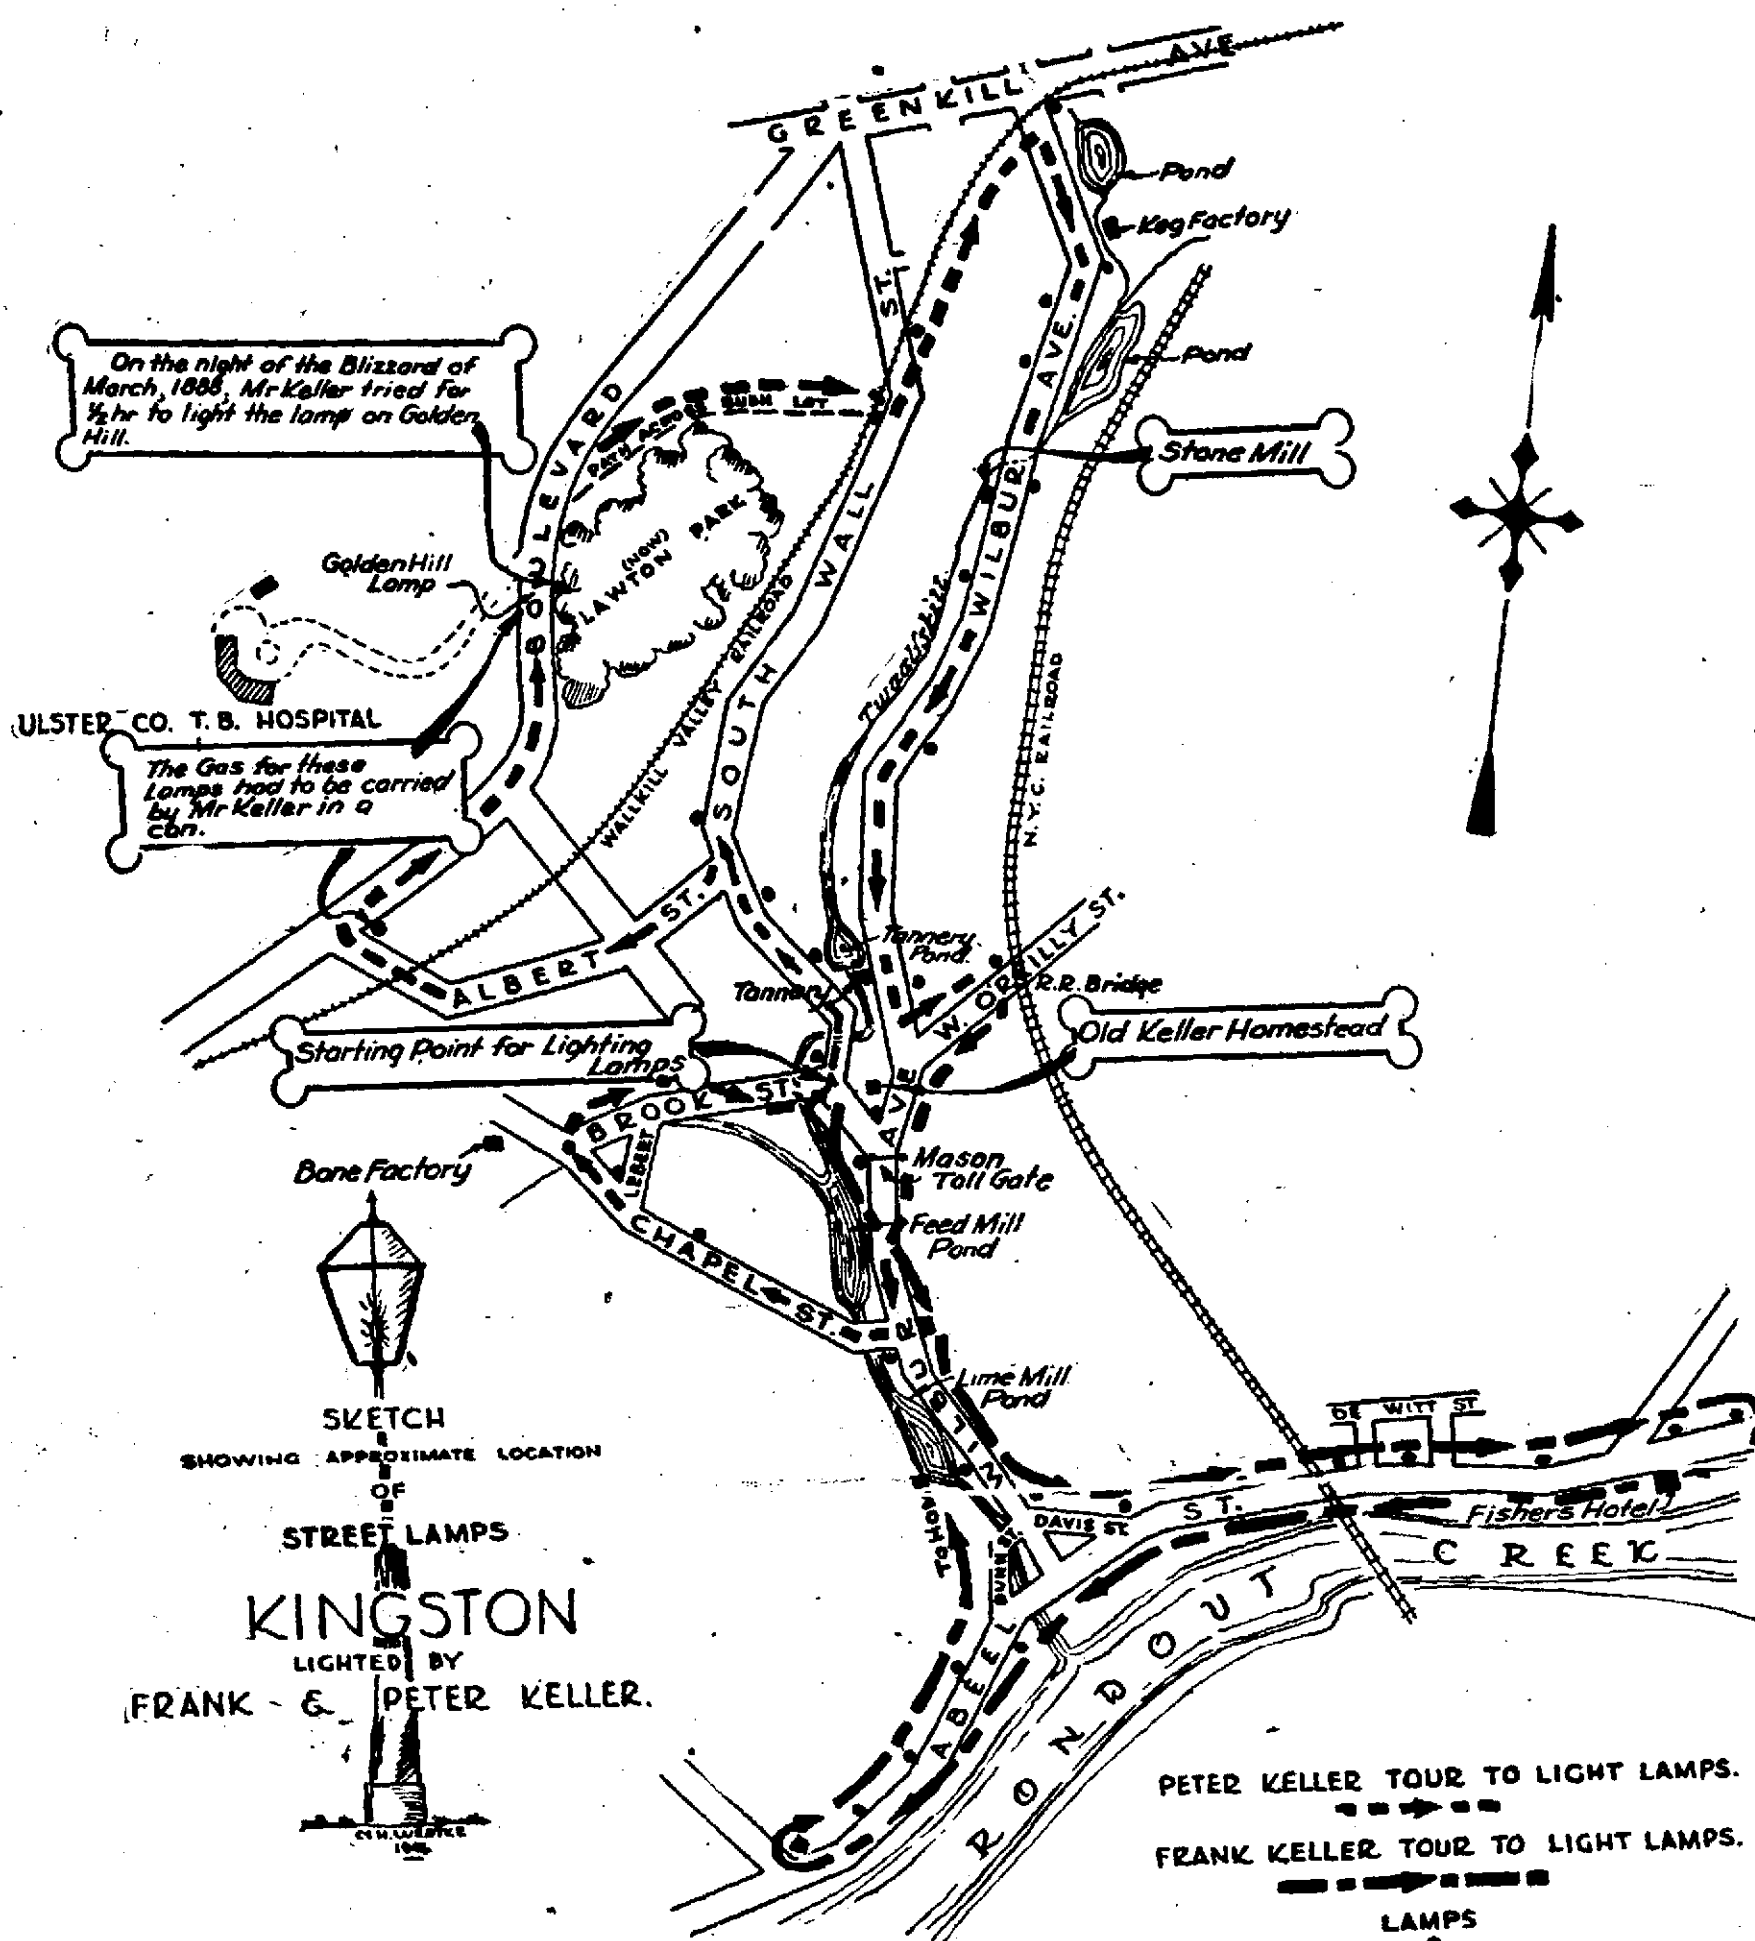 GREENKILL AVE
Pond
Keg Factory
Pond
On the night of the Blizzard of
March, 1888, Mr Keller tried for
½ hr to light the lamp on Golden
Hill.
Stone Mill
BOULEVARD
PATH ACROSS BUSH LOT
(NOW)
LAWTON PARK
Golden Hill
Lamp
SOUTH WALL ST.
WILBUR AVE.
Twaalfskill
WALLKILL VALLEY RAILROAD
N.Y.C. RAILROAD
ULSTER CO. T. B. HOSPITAL
The Gas for these
Lamps had to be carried
by Mr Keller in a
can.
ALBERT ST.
Tannery
Pond
Tannery
W. O'REILLY ST.
R.R. Bridge
Starting Point for Lighting
Lamps
Old Keller Homestead
BROOK ST.
Bone Factory
CHAPEL ST.
WILBUR AVE
Mason
Toll Gate
Feed Mill
Pond
Lime Mill
Pond
DE WITT ST
TO HOME
DAVIS ST.
ABEEL ST.
Fishers Hotel
RONDOUT CREEK
SKETCH
SHOWING APPROXIMATE LOCATION
OF
STREET LAMPS
KINGSTON
LIGHTED BY
FRANK & PETER KELLER.
PETER KELLER TOUR TO LIGHT LAMPS.
FRANK KELLER TOUR TO LIGHT LAMPS.
LAMPS